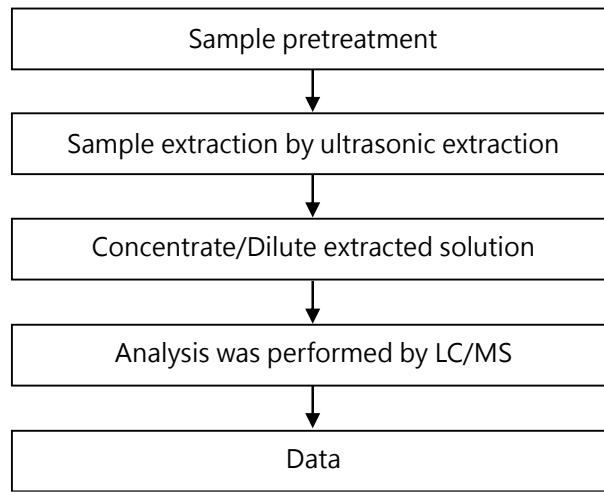 Sample pretreatment
Sample extraction by ultrasonic extraction
Concentrate/Dilute extracted solution
Analysis was performed by LC/MS
Data